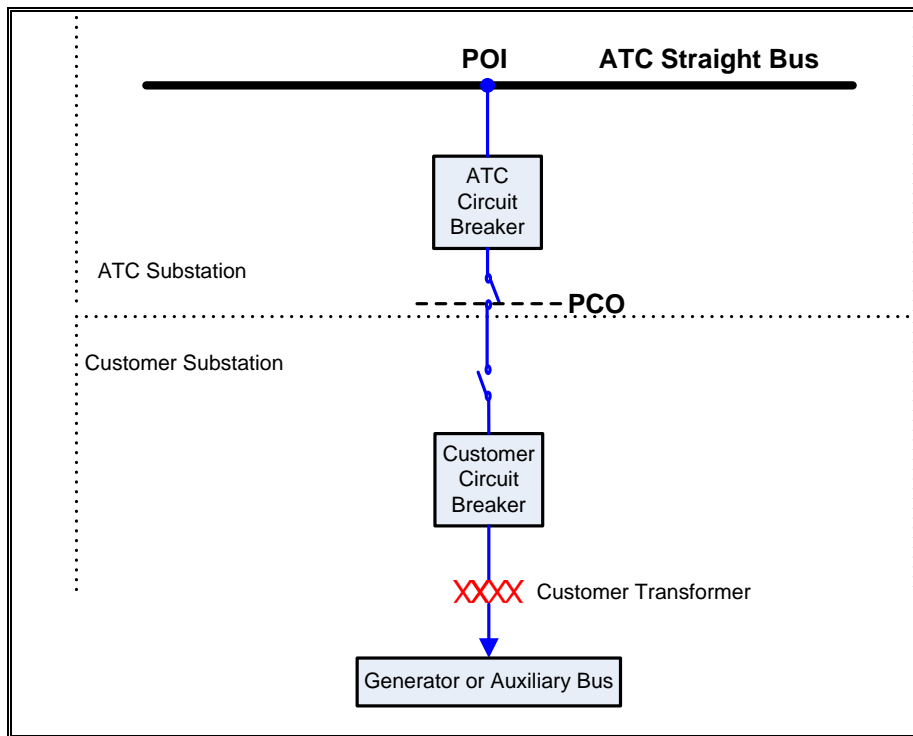 POI
ATC Straight Bus
ATC
Circuit
Breaker
ATC Substation
PCO
Customer Substation
Customer
Circuit
Breaker
XXXX
Customer Transformer
Generator or Auxiliary Bus